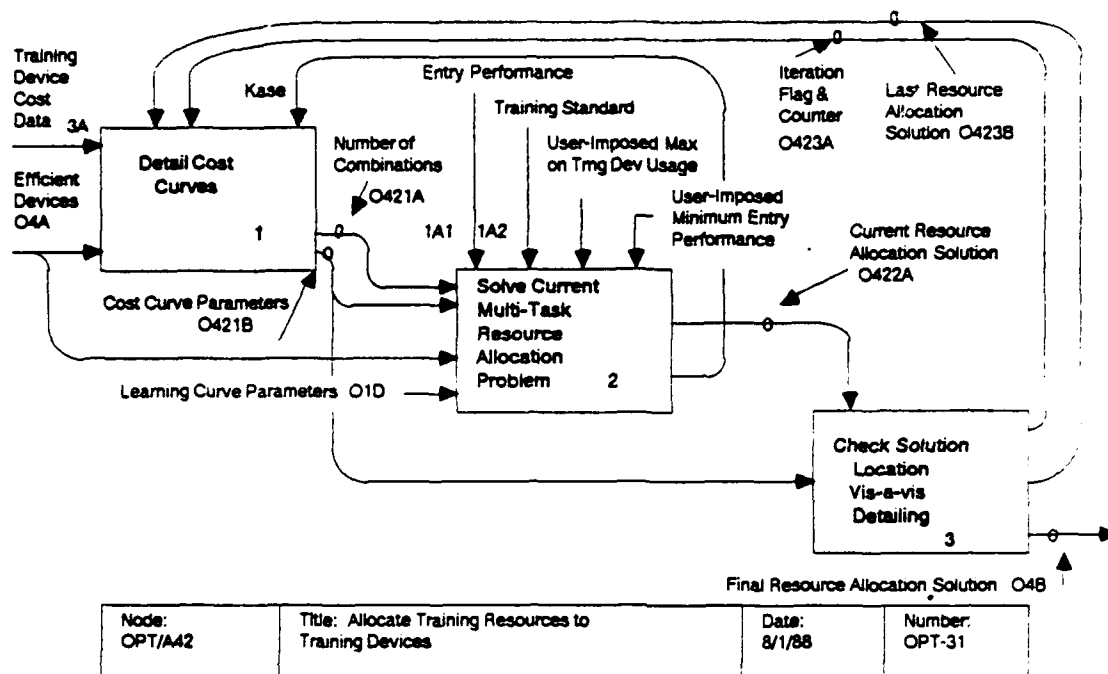 Training
Device
Cost
Data 3A
Efficient
Devices
O4A
Kase
Detail Cost
Curves
1
Number of
Combinations
O421A
Cost Curve Parameters
O421B
Entry Performance
Training Standard
User-Imposed Max
on Trng Dev Usage
User-Imposed
Minimum Entry
Performance
1A1 1A2
Iteration
Flag &
Counter
O423A
Last Resource
Allocation
Solution O423B
Current Resource
Allocation Solution
O422A
Solve Current
Multi-Task
Resource
Allocation
Problem 2
Learning Curve Parameters O1D
Check Solution
Location
Vis-a-vis
Detailing
3
Final Resource Allocation Solution O4B
Node:
OPT/A42
Title: Allocate Training Resources to
Training Devices
Date:
8/1/88
Number:
OPT-31